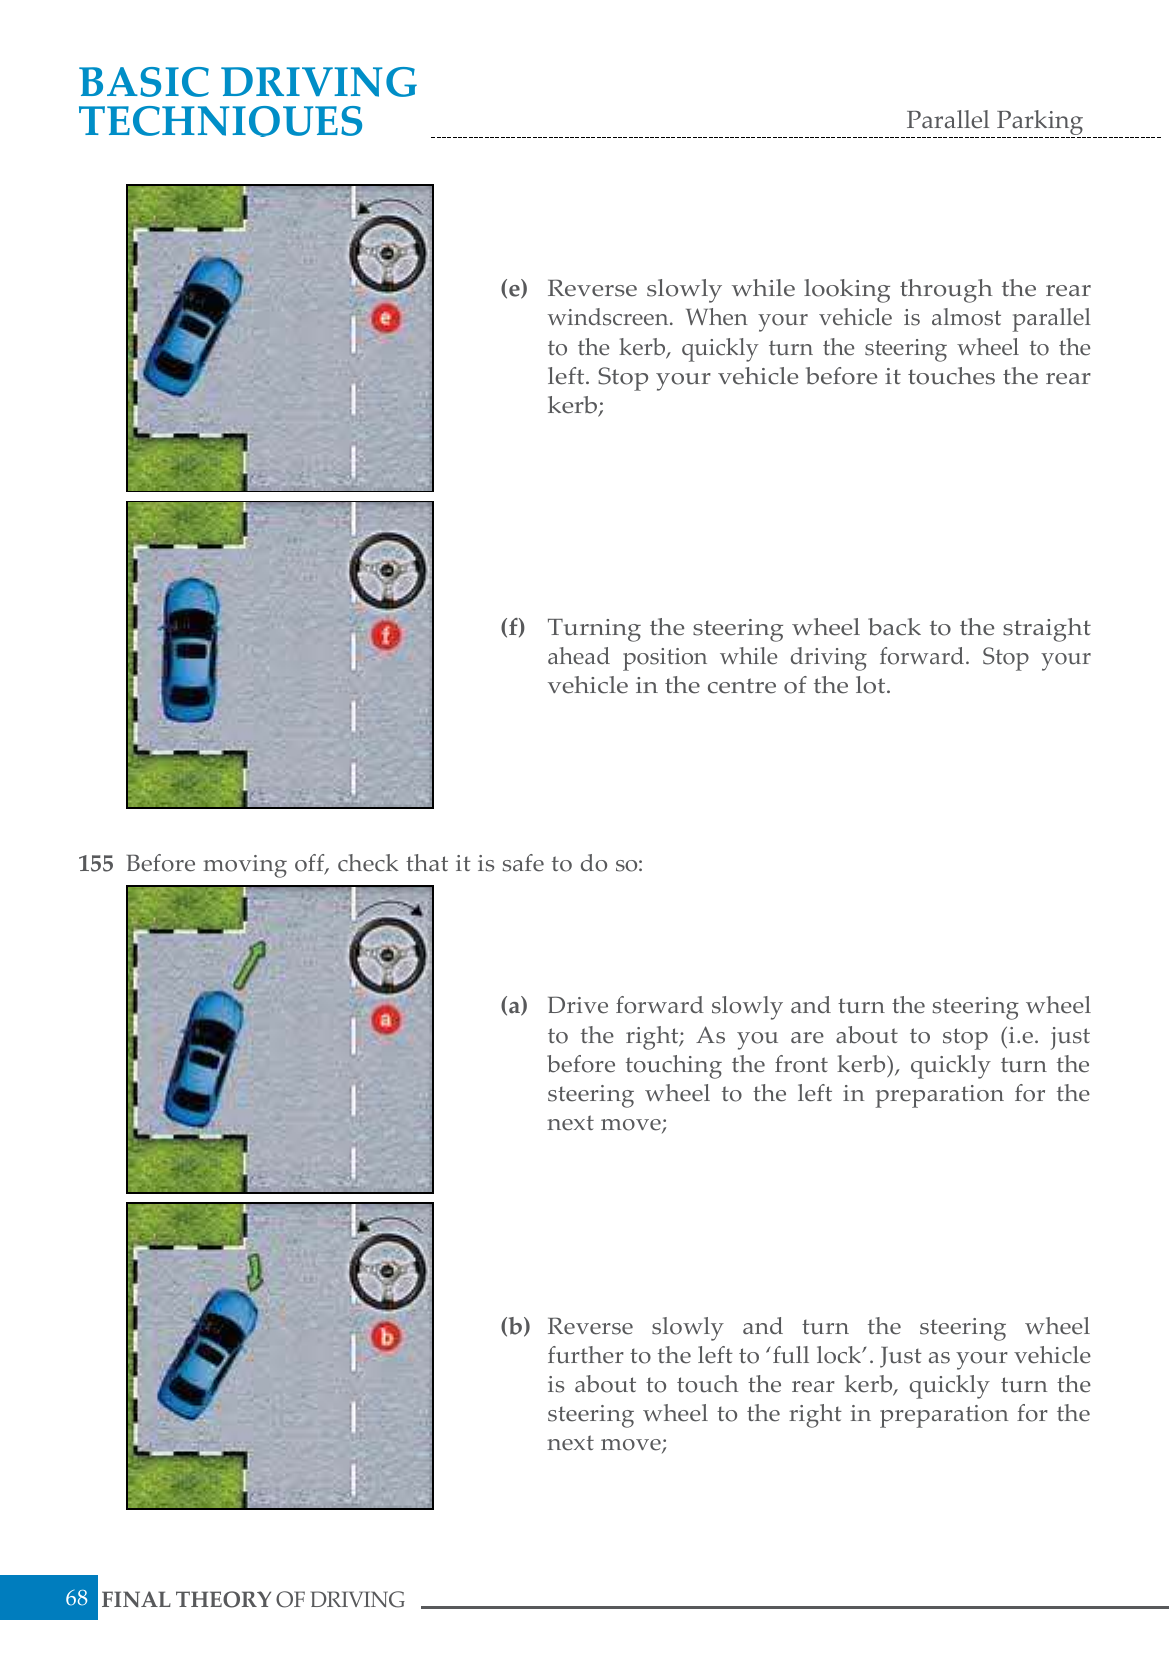 BASIC DRIVING
TECHNIQUES
Parallel Parking
e
(e) Reverse slowly while looking through the rear
windscreen. When your vehicle is almost parallel
to the kerb, quickly turn the steering wheel to the
left. Stop your vehicle before it touches the rear
kerb;
f
(f) Turning the steering wheel back to the straight
ahead position while driving forward. Stop your
vehicle in the centre of the lot.
155 Before moving off, check that it is safe to do so:
a
(a) Drive forward slowly and turn the steering wheel
to the right; As you are about to stop (i.e. just
before touching the front kerb), quickly turn the
steering wheel to the left in preparation for the
next move;
b
(b) Reverse slowly and turn the steering wheel
further to the left to ‘full lock’. Just as your vehicle
is about to touch the rear kerb, quickly turn the
steering wheel to the right in preparation for the
next move;
68 FINAL THEORY OF DRIVING